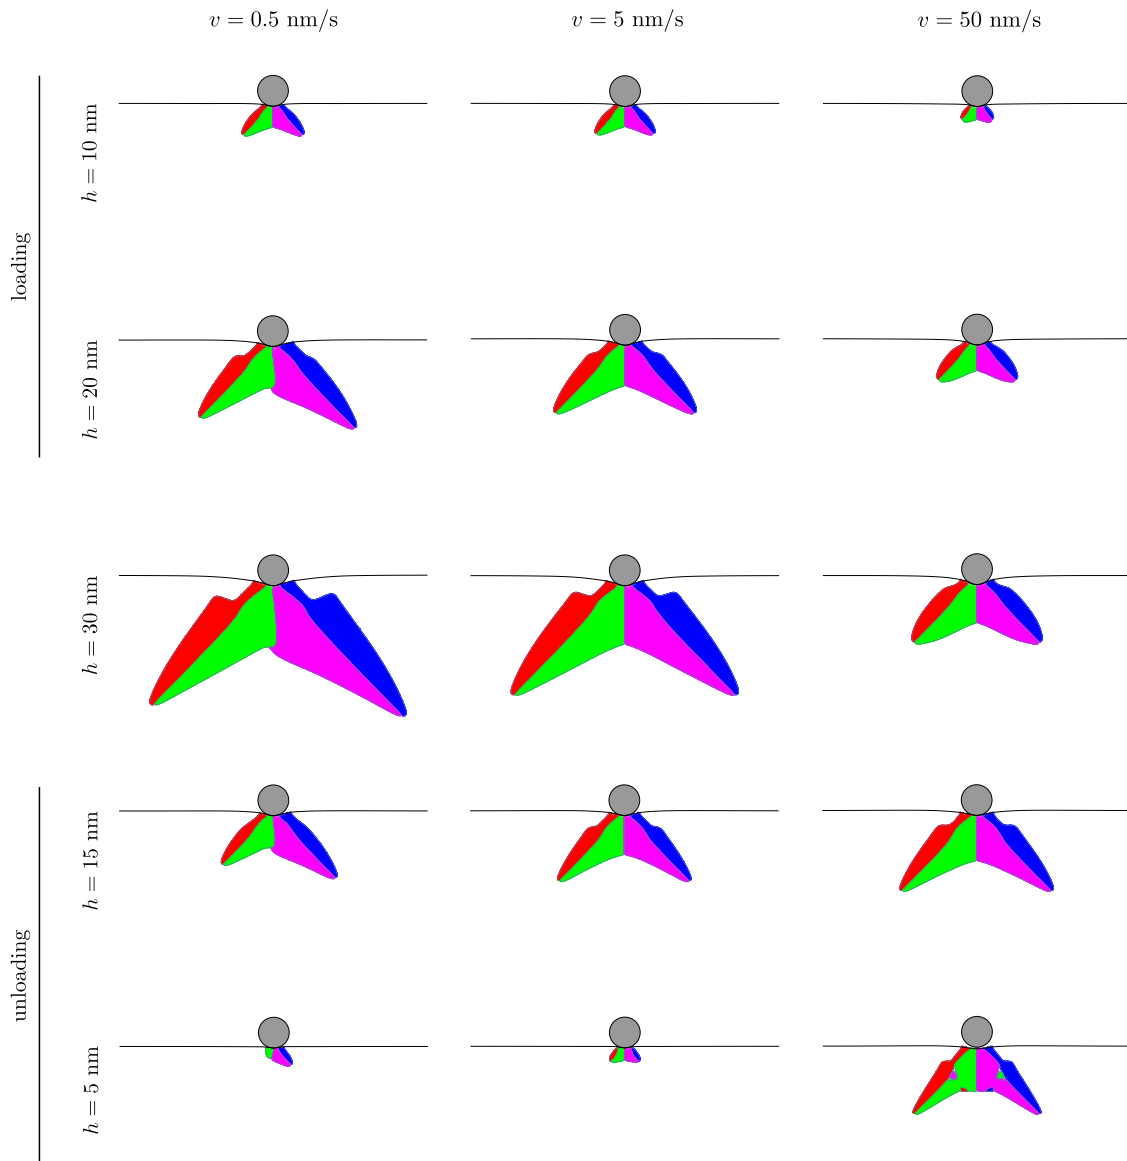 v = 0.5 nm/s
v = 5 nm/s
v = 50 nm/s
loading
h = 10 nm
h = 20 nm
h = 30 nm
unloading
h = 15 nm
h = 5 nm